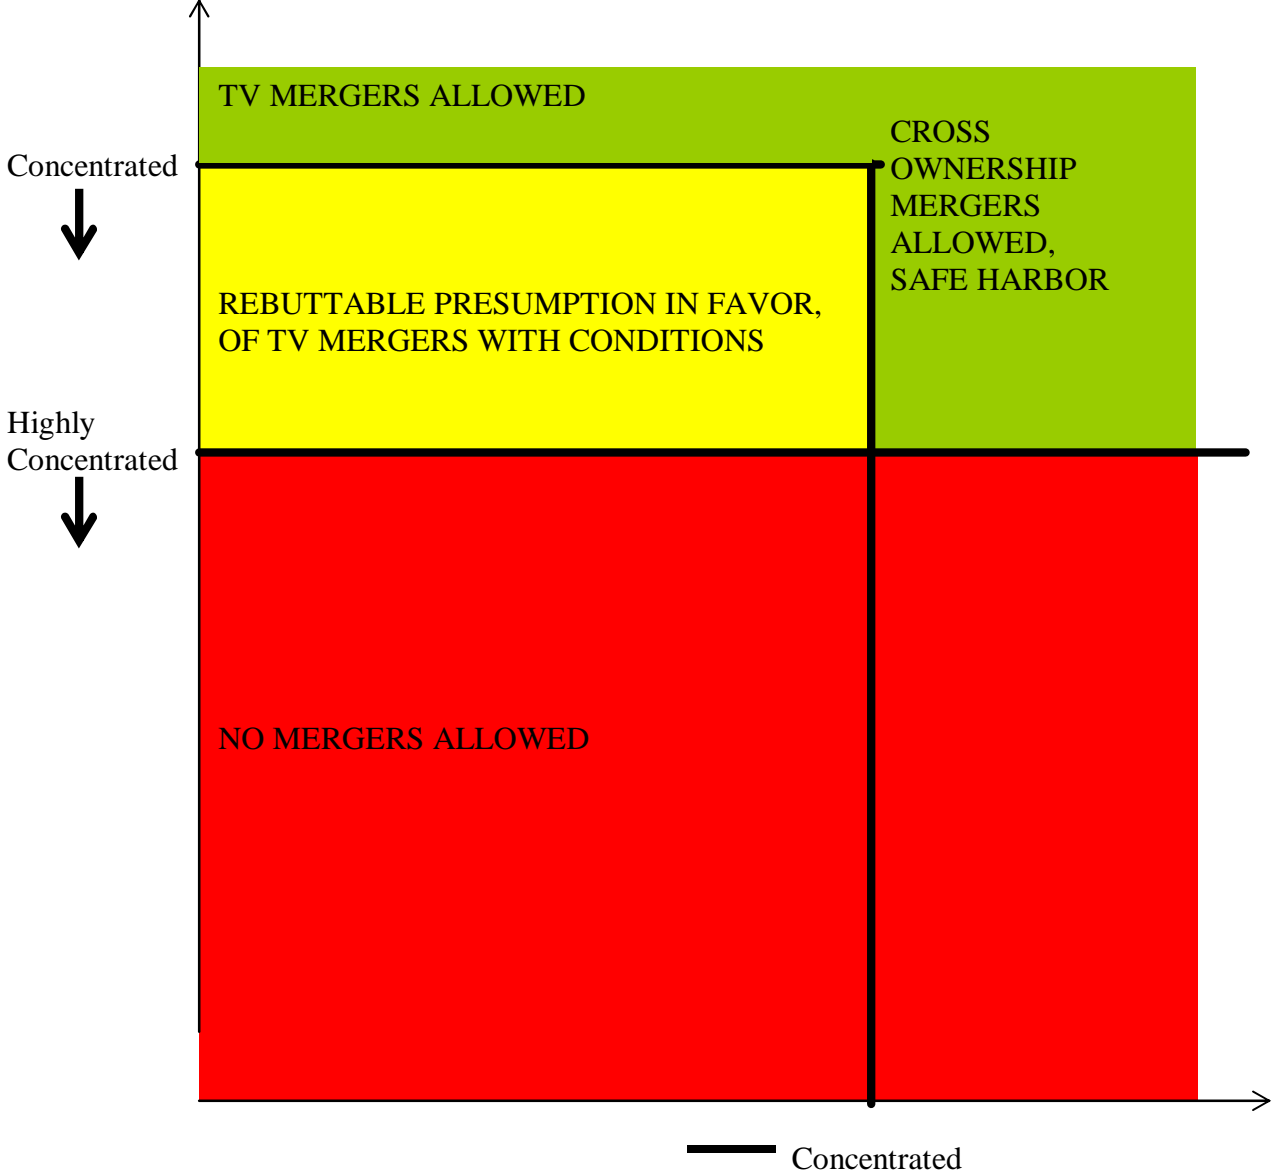 TV MERGERS ALLOWED
CROSS
OWNERSHIP
MERGERS
ALLOWED,
SAFE HARBOR
Concentrated
REBUTTABLE PRESUMPTION IN FAVOR,
OF TV MERGERS WITH CONDITIONS
Highly
Concentrated
NO MERGERS ALLOWED
Concentrated